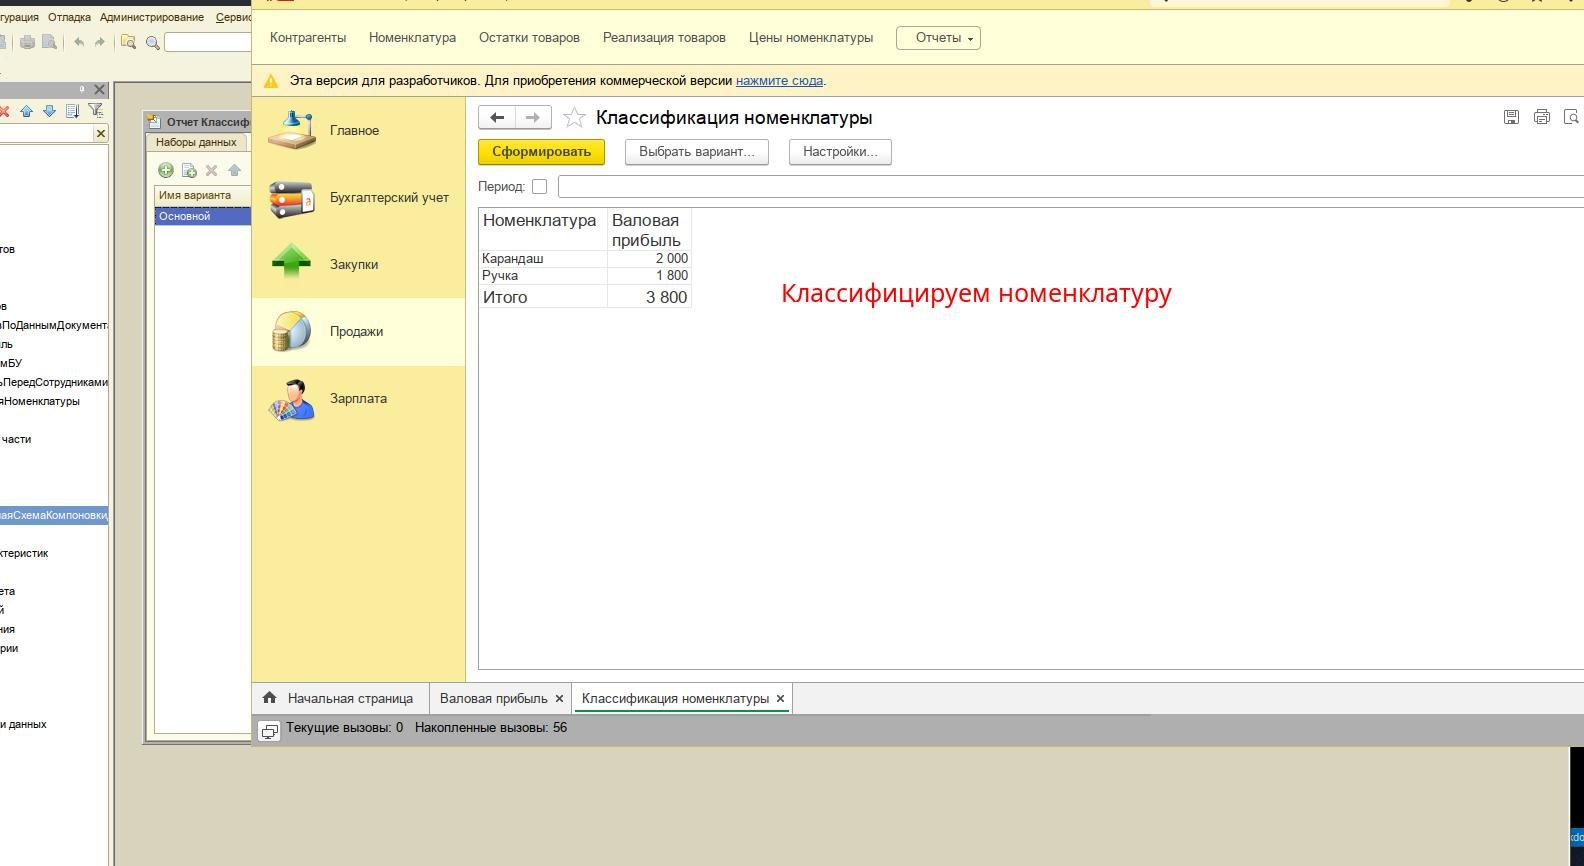 гурация Отладка Администрирование Сервис
Контрагенты Номенклатура Остатки товаров Реализация товаров Цены номенклатуры Отчеты
Эта версия для разработчиков. Для приобретения коммерческой версии нажмите сюда.
Отчет Классифи
Наборы данных
Имя варианта
Основной
тов
в
вПоДаннымДокумент
ль
мБУ
ьПередСотрудниками
яНоменклатуры
части
аяСхемаКомпоновки
ктеристик
ета
й
ния
рии
и данных
Главное
Бухгалтерский учет
Закупки
Продажи
Зарплата
Классификация номенклатуры
Сформировать Выбрать вариант... Настройки...
Период:
Номенклатура Валовая прибыль
Карандаш 2 000
Ручка 1 800
Итого 3 800
Классифицируем номенклатуру
Начальная страница Валовая прибыль Классификация номенклатуры
Текущие вызовы: 0 Накопленные вызовы: 56